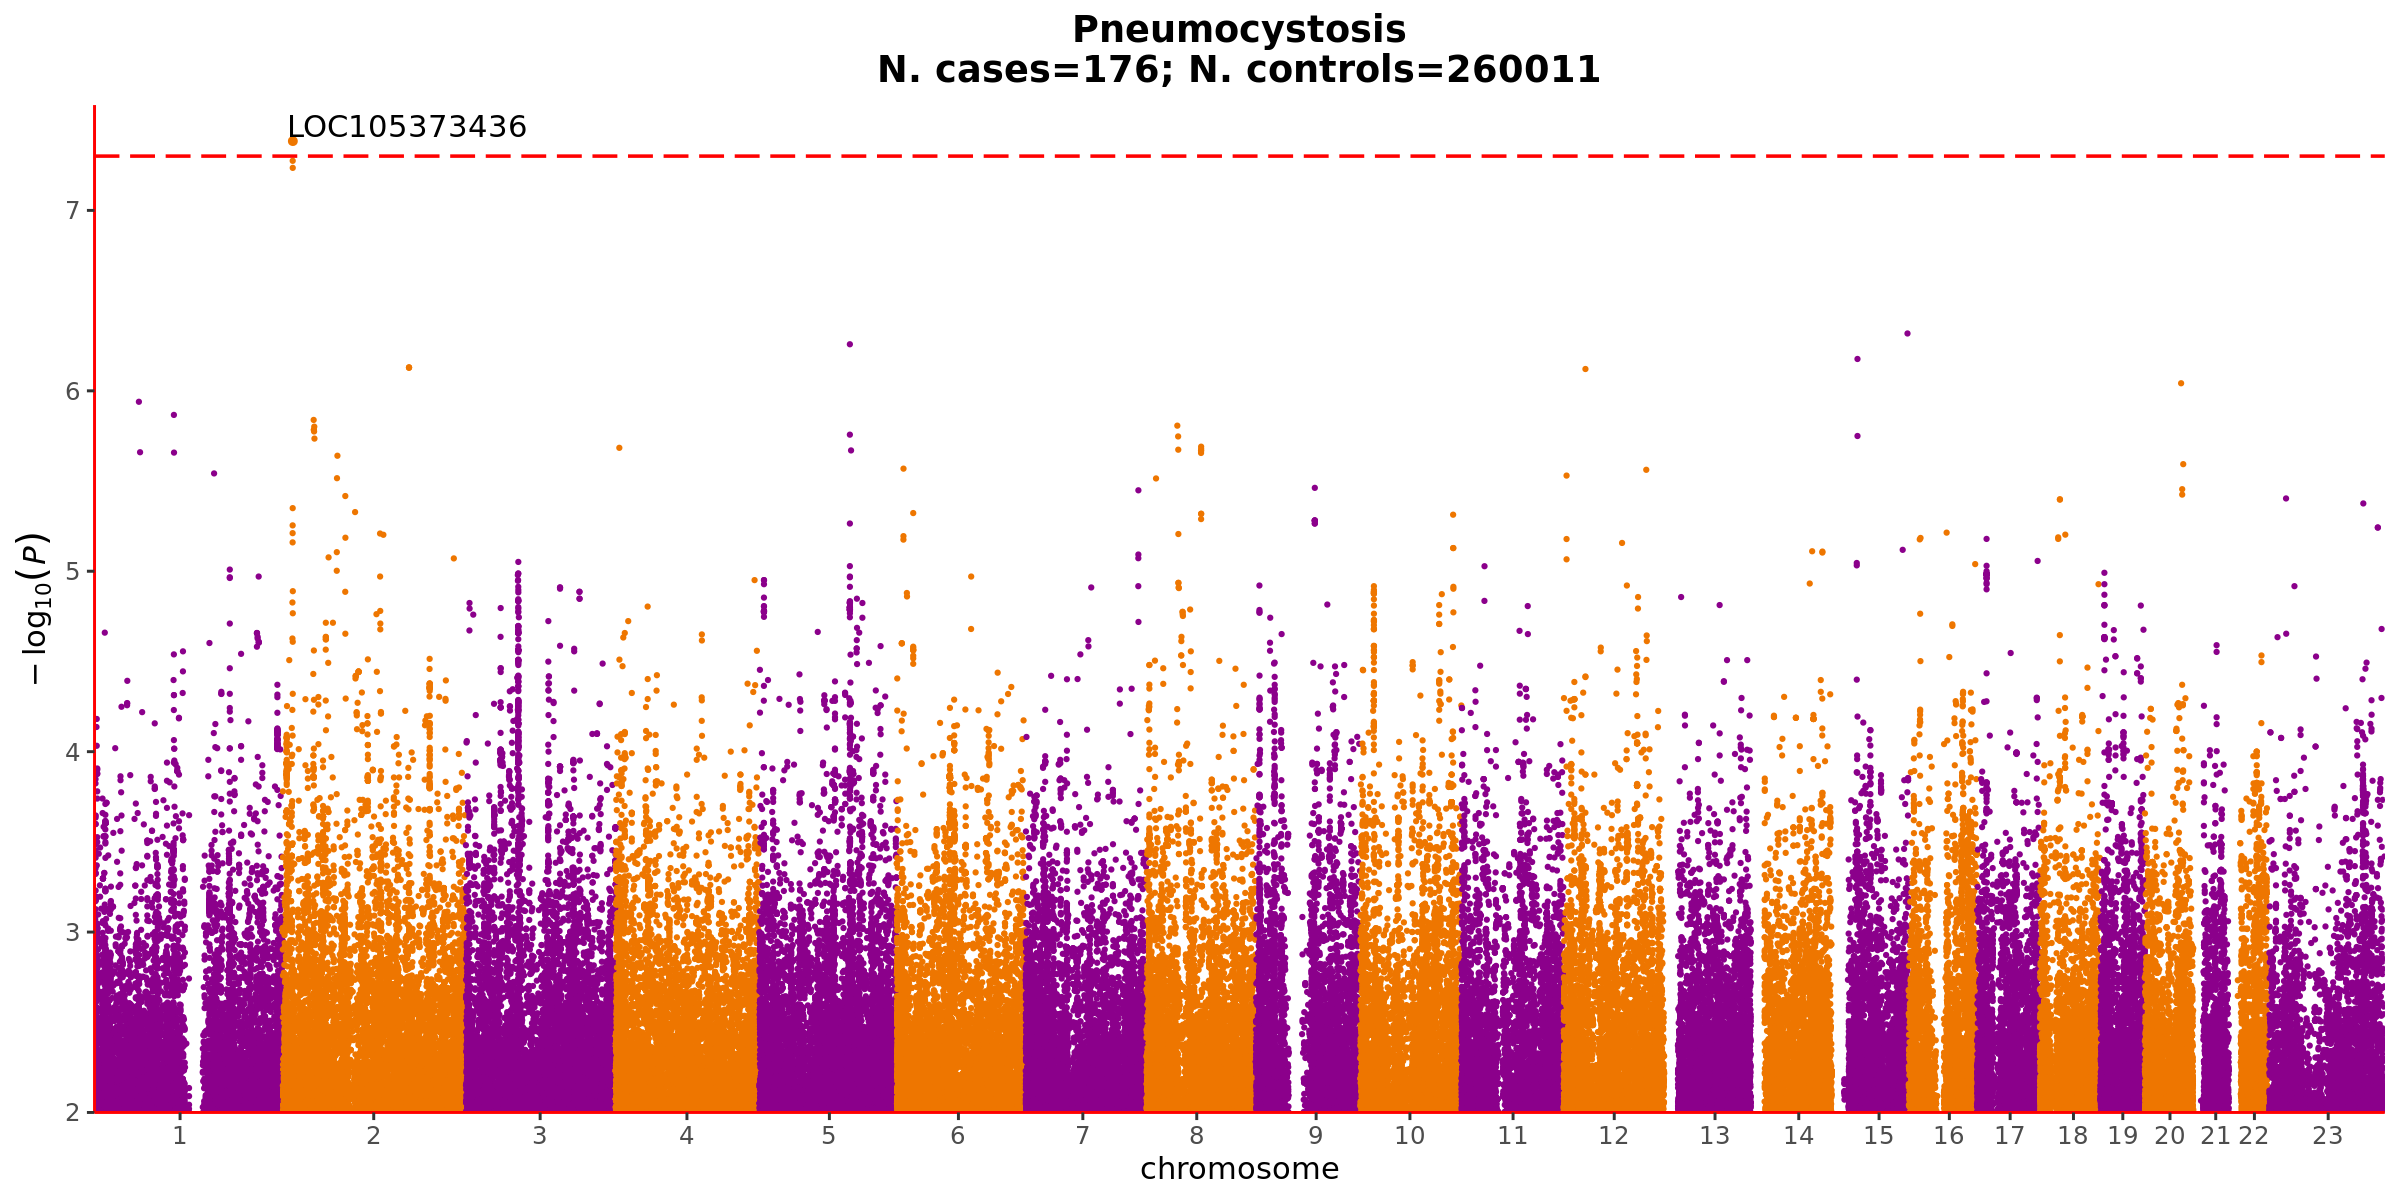 Pneumocystosis
N. cases=176; N. controls=260011
LOC105373436
7
6
5
4
3
2
−log10(P)
1 2 3 4 5 6 7 8 9 10 11 12 13 14 15 16 17 18 19 20 21 22 23
chromosome